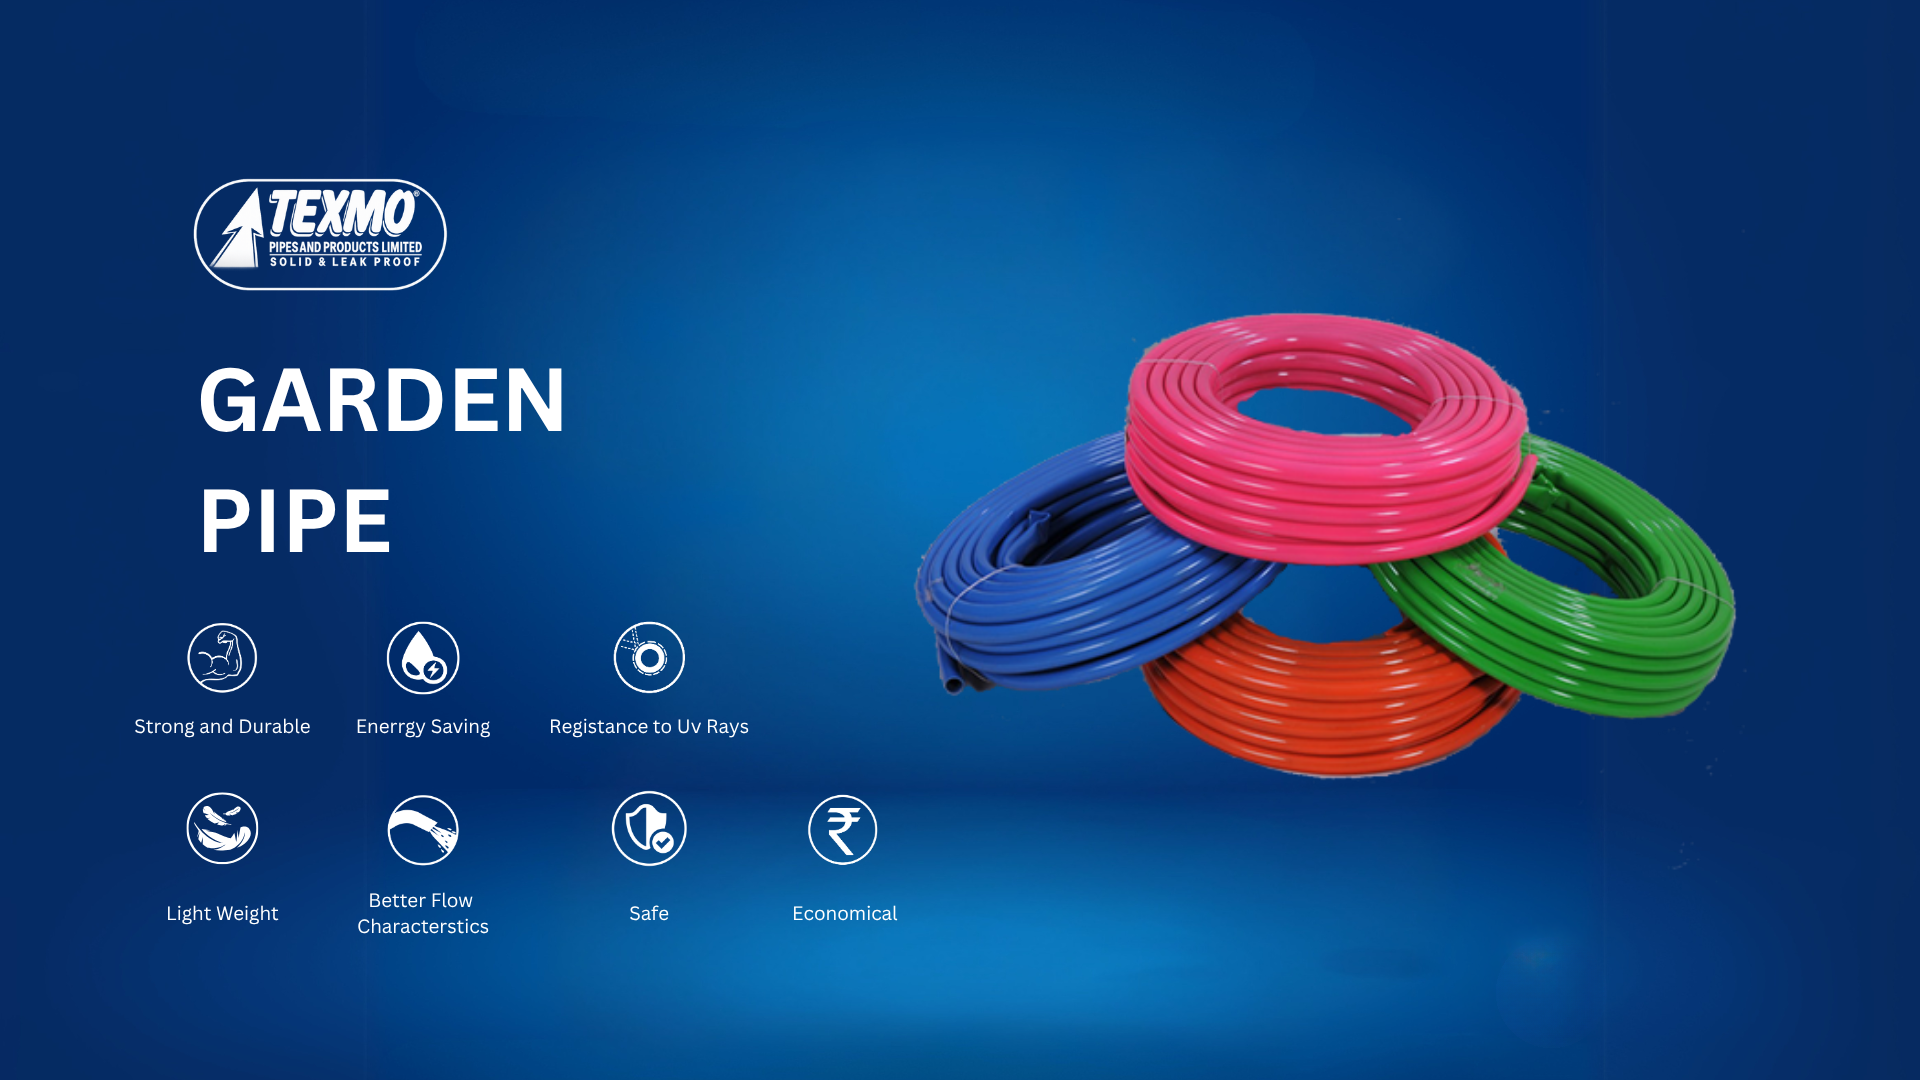 TEXMO®
PIPES AND PRODUCTS LIMITED
SOLID & LEAK PROOF
GARDEN
PIPE
Strong and Durable
Enerrgy Saving
Registance to Uv Rays
Light Weight
Better Flow
Characterstics
Safe
Economical